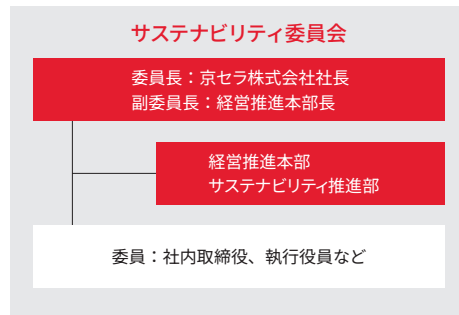 サステナビリティ委員会
委員長：京セラ株式会社社長
副委員長：経営推進本部長
経営推進本部
サステナビリティ推進部
委員：社内取締役、執行役員など